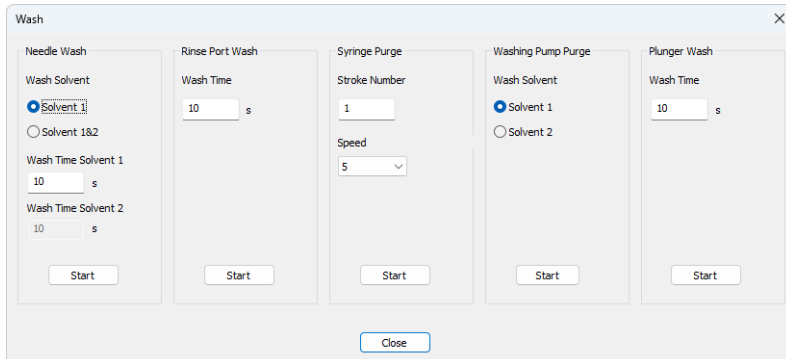 Wash
Needle Wash
Wash Solvent
Solvent 1
Solvent 1&2
Wash Time Solvent 1
10 s
Wash Time Solvent 2
10 s
Start
Rinse Port Wash
Wash Time
10 s
Start
Syringe Purge
Stroke Number
1
Speed
5
Start
Washing Pump Purge
Wash Solvent
Solvent 1
Solvent 2
Start
Plunger Wash
Wash Time
10 s
Start
Close